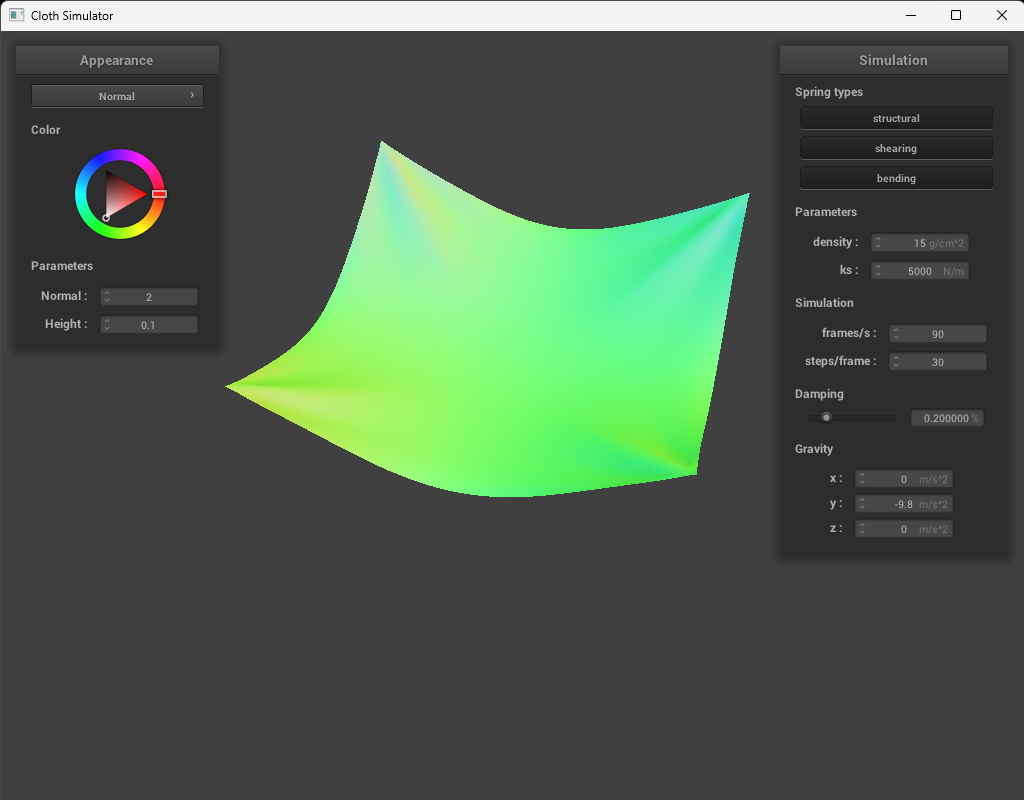 Cloth Simulator
Appearance
Normal
Color
Parameters
Normal : 2
Height : 0.1
Simulation
Spring types
structural
shearing
bending
Parameters
density : 15 g/cm^2
ks : 5000 N/m
Simulation
frames/s : 90
steps/frame : 30
Damping
0.200000 %
Gravity
x : 0 m/s^2
y : -9.8 m/s^2
z : 0 m/s^2